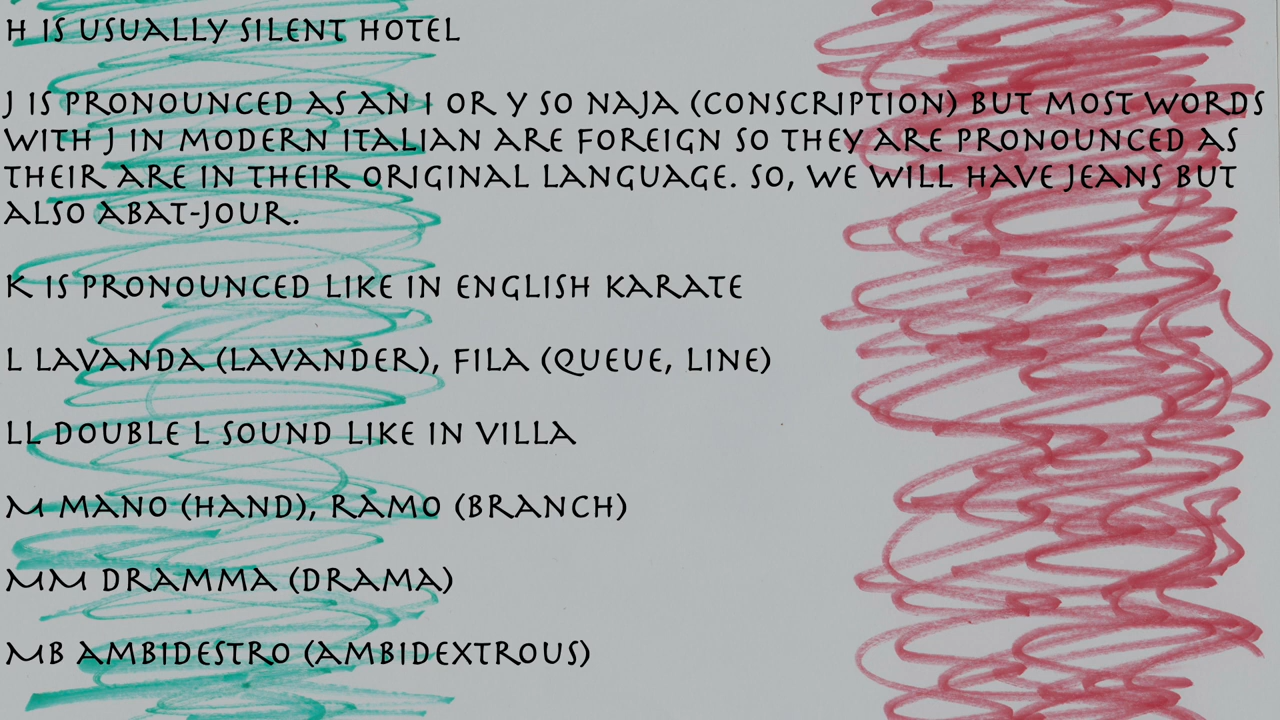 H IS USUALLY SILENT HOTEL
J IS PRONOUNCED AS AN I OR Y SO NAJA (CONSCRIPTION) BUT MOST WORDS
WITH J IN MODERN ITALIAN ARE FOREIGN SO THEY ARE PRONOUNCED AS
THEIR ARE IN THEIR ORIGINAL LANGUAGE. SO, WE WILL HAVE JEANS BUT
ALSO ABAT-JOUR.
K IS PRONOUNCED LIKE IN ENGLISH KARATE
L LAVANDA (LAVANDER), FILA (QUEUE, LINE)
LL DOUBLE L SOUND LIKE IN VILLA
M MANO (HAND), RAMO (BRANCH)
MM DRAMMA (DRAMA)
MB AMBIDESTRO (AMBIDEXTROUS)